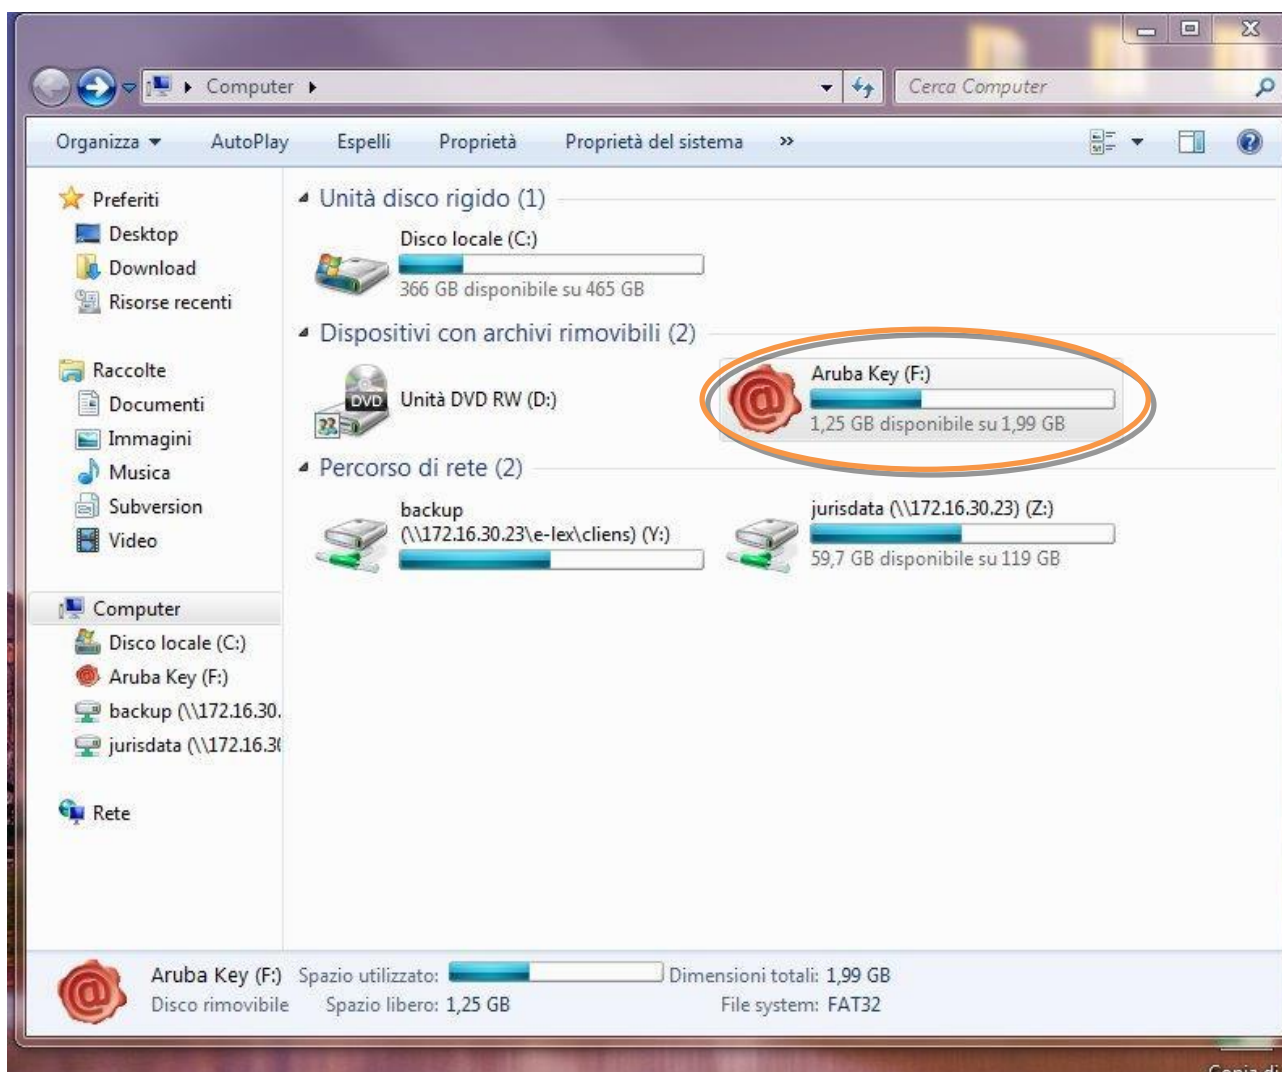 Computer
Cerca Computer
Organizza AutoPlay Espelli Proprietà Proprietà del sistema »
Preferiti
Desktop
Download
Risorse recenti
Raccolte
Documenti
Immagini
Musica
Subversion
Video
Computer
Disco locale (C:)
Aruba Key (F:)
backup (\\172.16.30.
jurisdata (\\172.16.3
Rete
Unità disco rigido (1)
Disco locale (C:)
366 GB disponibile su 465 GB
Dispositivi con archivi rimovibili (2)
DVD
Unità DVD RW (D:)
Aruba Key (F:)
1,25 GB disponibile su 1,99 GB
Percorso di rete (2)
backup
(\\172.16.30.23\e-lex\cliens) (Y:)
jurisdata (\\172.16.30.23) (Z:)
59,7 GB disponibile su 119 GB
Aruba Key (F:) Spazio utilizzato: Dimensioni totali: 1,99 GB
Disco rimovibile Spazio libero: 1,25 GB File system: FAT32